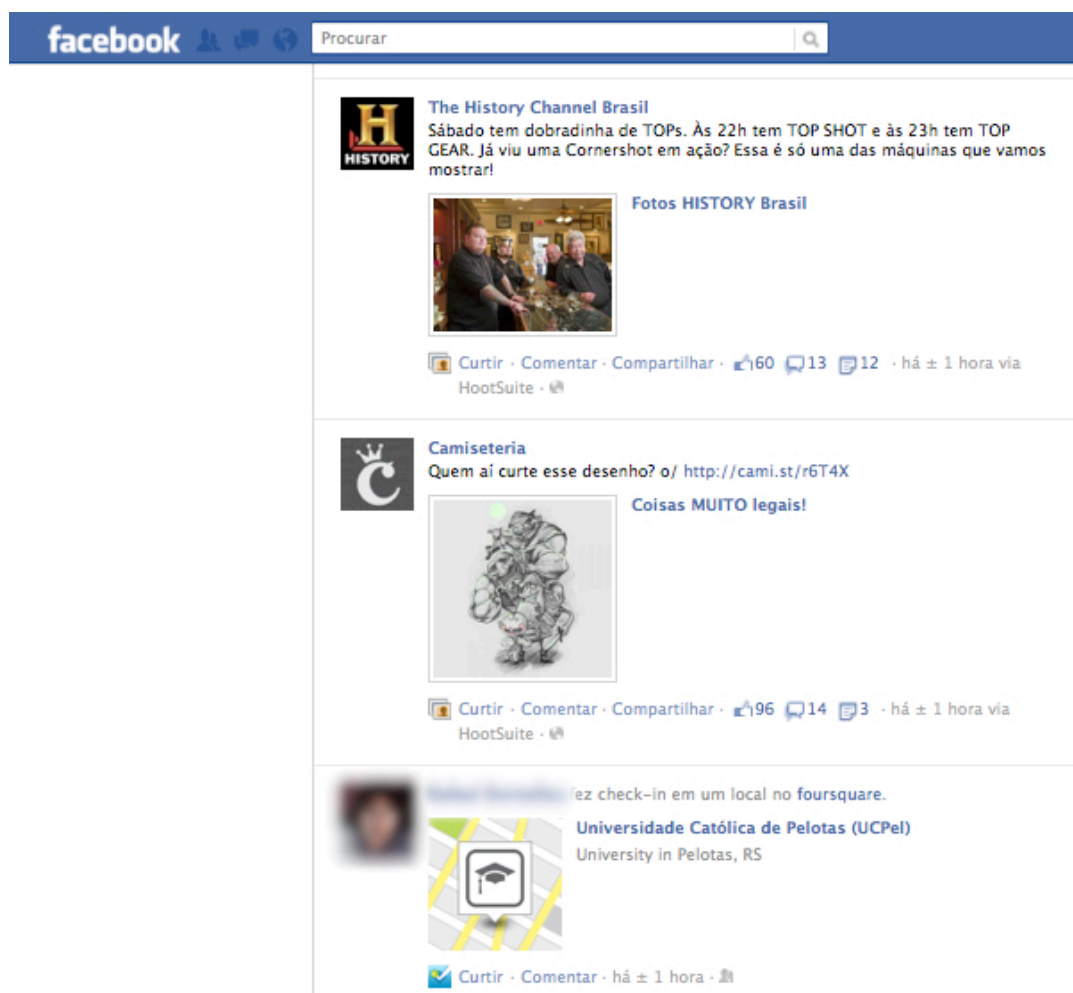 facebook Procurar
The History Channel Brasil
Sábado tem dobradinha de TOPs. Às 22h tem TOP SHOT e às 23h tem TOP
GEAR. Já viu uma Cornershot em ação? Essa é só uma das máquinas que vamos
mostrar!
H
HISTORY
Fotos HISTORY Brasil
Curtir · Comentar · Compartilhar · 60 13 12 · há ± 1 hora via
HootSuite ·
Camiseteria
Quem aí curte esse desenho? o/ http://cami.st/r6T4X
C
Coisas MUITO legais!
Curtir · Comentar · Compartilhar · 96 14 3 · há ± 1 hora via
HootSuite ·
fez check-in em um local no foursquare.
Universidade Católica de Pelotas (UCPel)
University in Pelotas, RS
Curtir · Comentar · há ± 1 hora ·